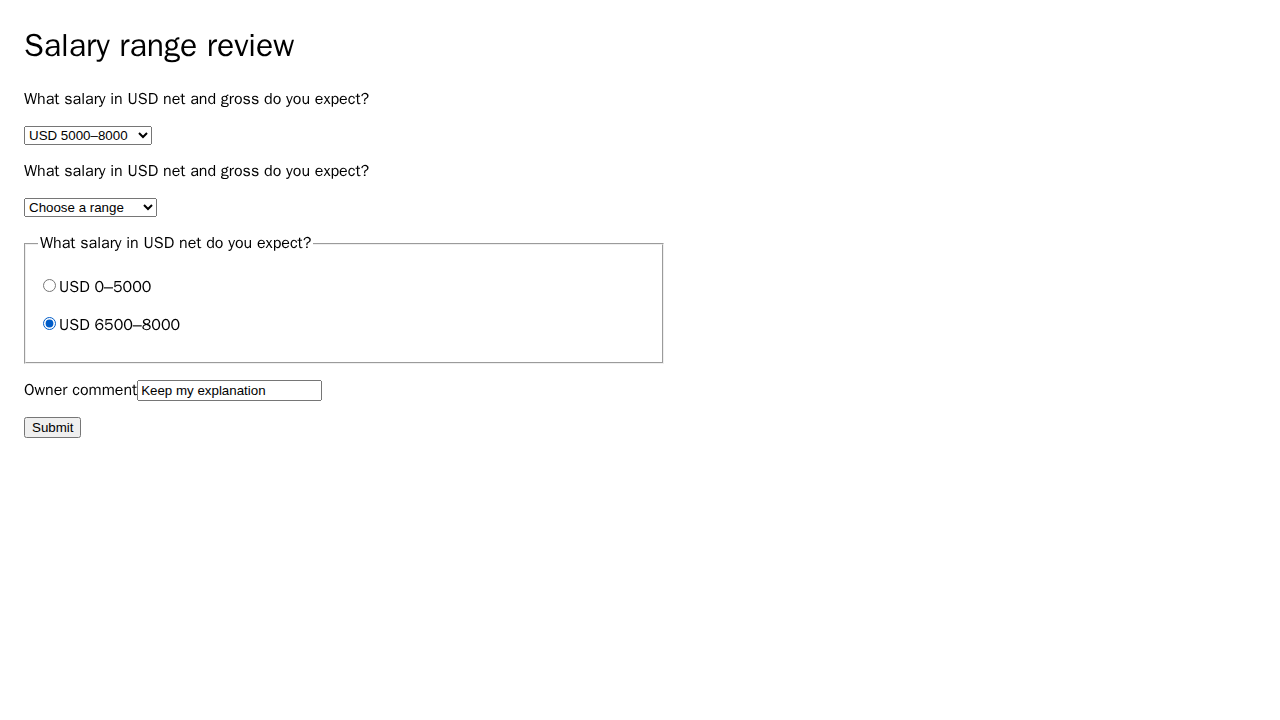 Salary range review
What salary in USD net and gross do you expect?
USD 5000–8000
What salary in USD net and gross do you expect?
Choose a range
What salary in USD net do you expect?
USD 0–5000
USD 6500–8000
Owner comment Keep my explanation
Submit